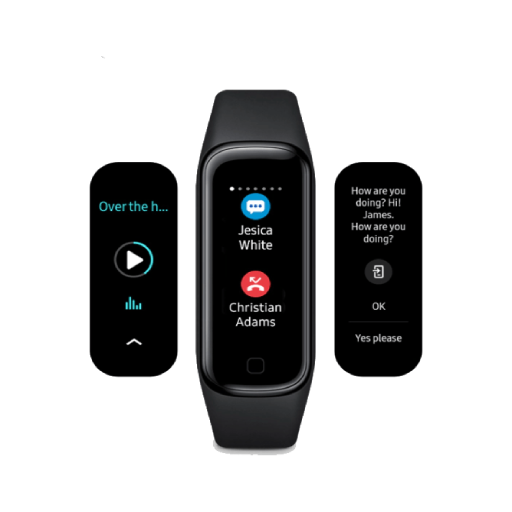 Over the h...
Jesica
White
Christian
Adams
How are you
doing? Hi!
James.
How are you
doing?
OK
Yes please